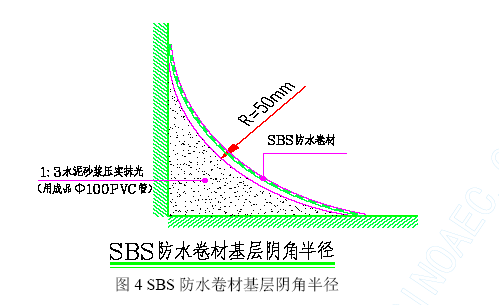 R=50mm
SBS防水卷材
1:3水泥砂浆压实抹光
(用成品Φ100PVC管)
SBS防水卷材基层阴角半径
图 4 SBS 防水卷材基层阴角半径